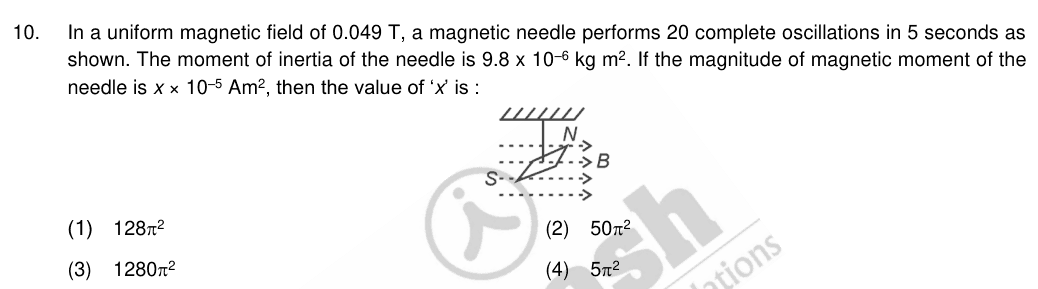 10. In a uniform magnetic field of 0.049 T, a magnetic needle performs 20 complete oscillations in 5 seconds as
shown. The moment of inertia of the needle is 9.8 x 10⁻⁶ kg m². If the magnitude of magnetic moment of the
needle is x × 10⁻⁵ Am², then the value of ‘x’ is :
N
B
S
(1) 128π² (2) 50π²
(3) 1280π² (4) 5π²